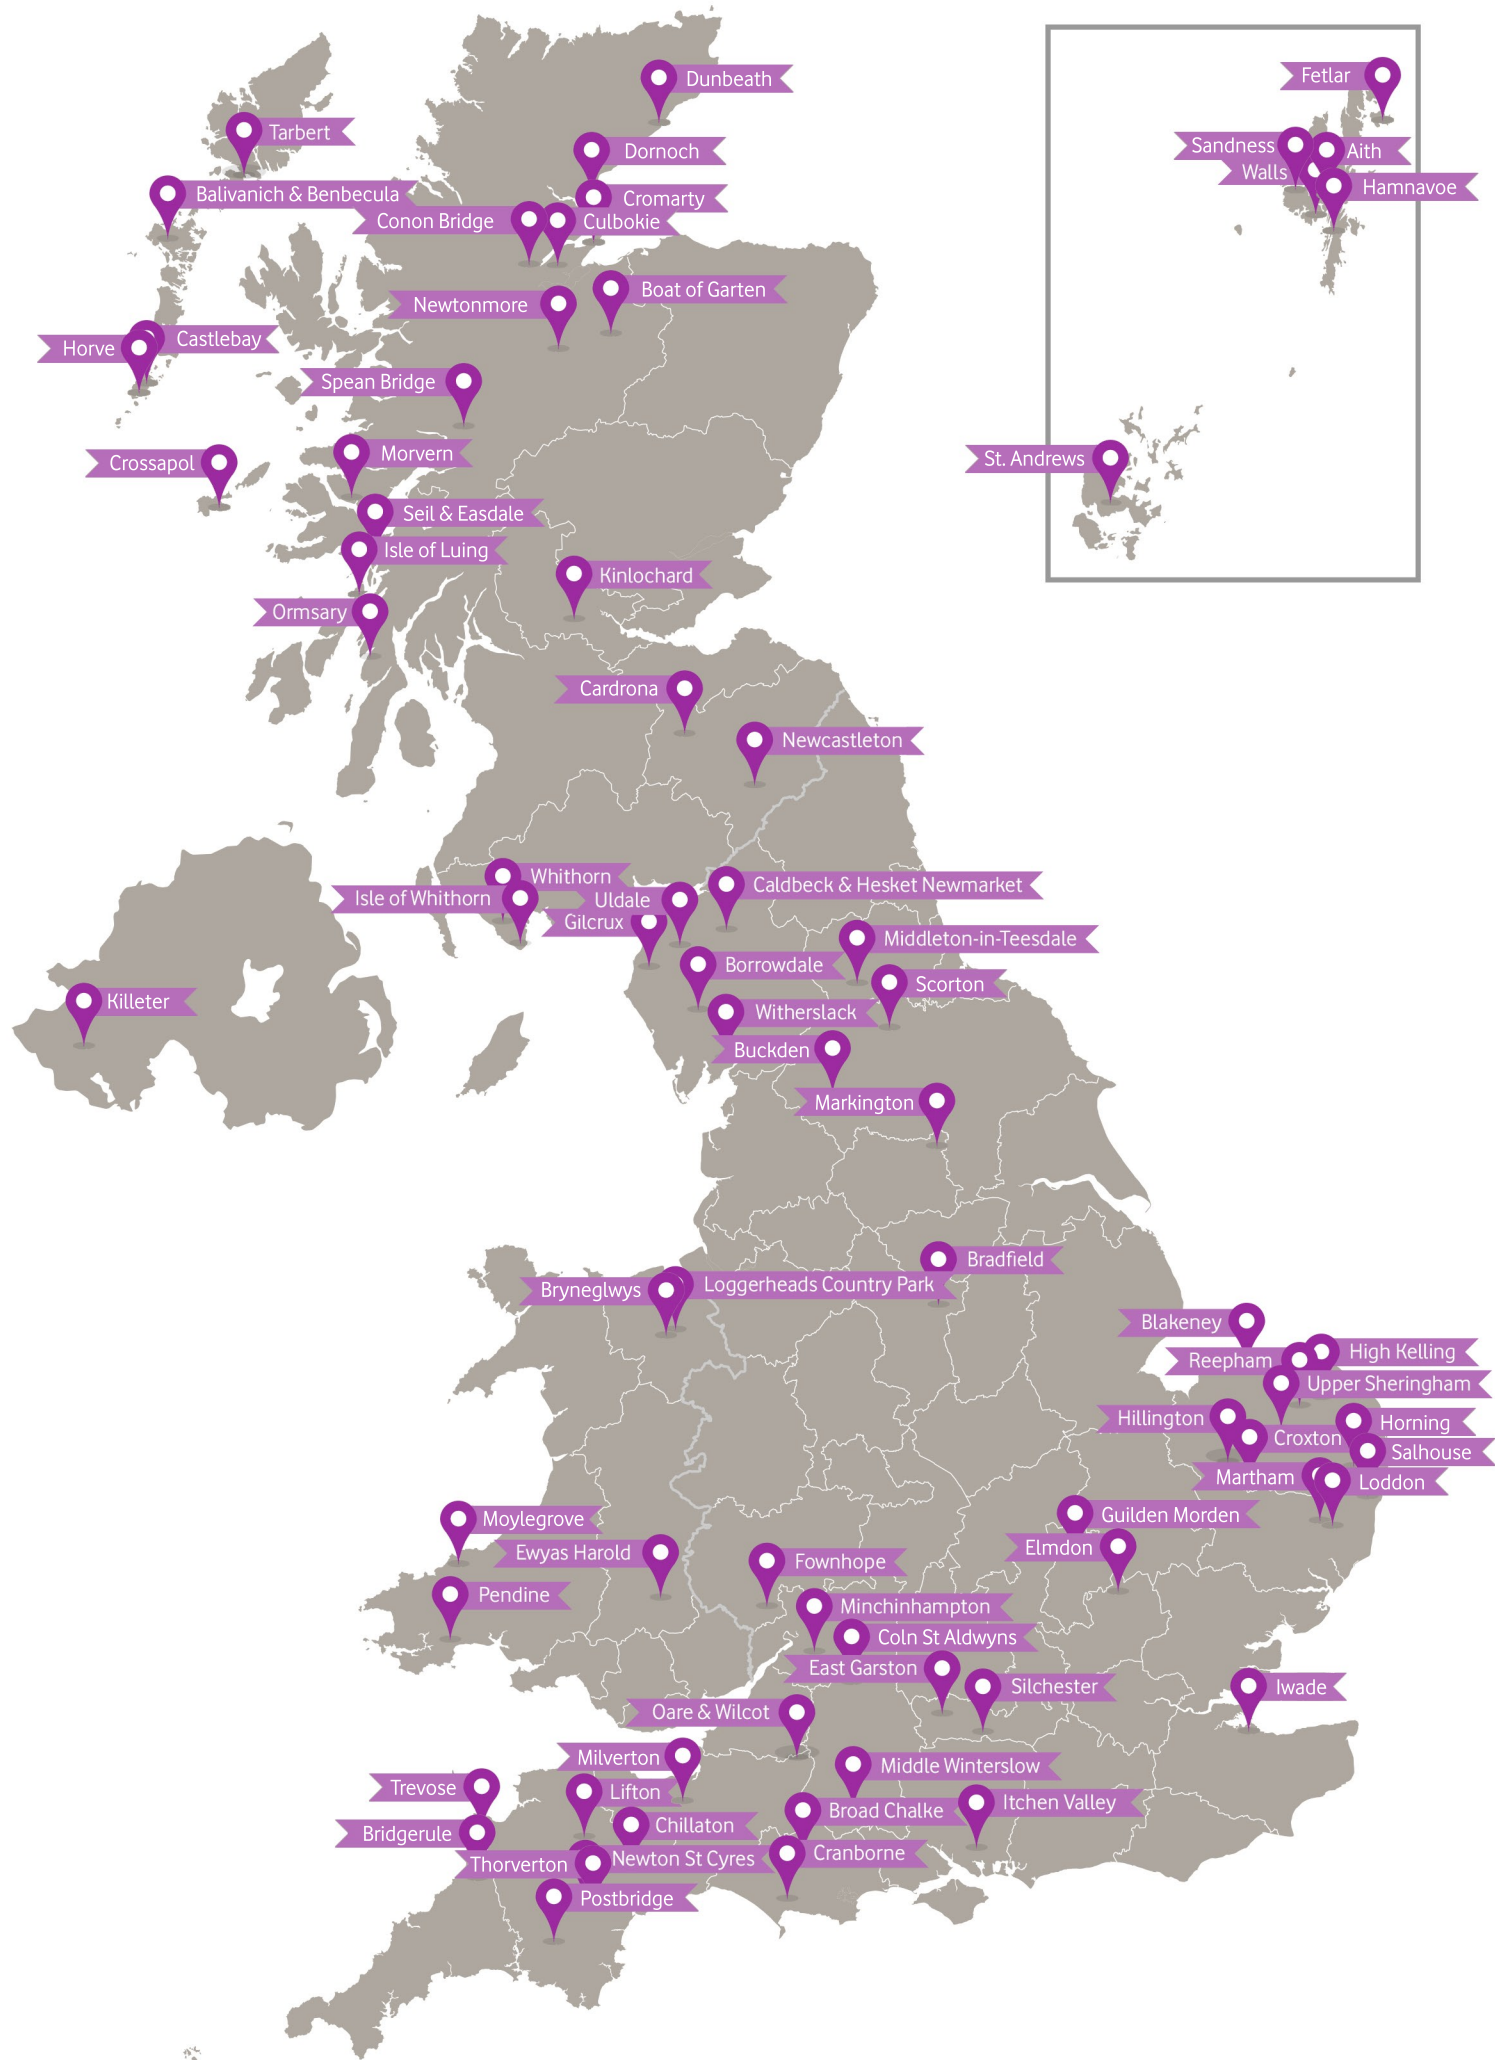 Dunbeath
Fetlar
Tarbert
Dornoch
Sandness
Aith
Walls
Hamnavoe
Balivanich & Benbecula
Cromarty
Conon Bridge
Culbokie
Boat of Garten
Newtonmore
Castlebay
Horve
Spean Bridge
Morvern
Crossapol
St. Andrews
Seil & Easdale
Isle of Luing
Kinlochard
Ormsary
Cardrona
Newcastleton
Whithorn
Caldbeck & Hesket Newmarket
Isle of Whithorn
Uldale
Gilcrux
Middleton-in-Teesdale
Borrowdale
Scorton
Killeter
Witherslack
Buckden
Markington
Bradfield
Loggerheads Country Park
Bryneglwys
Blakeney
High Kelling
Reepham
Upper Sheringham
Hillington
Horning
Croxton
Salhouse
Martham
Loddon
Guilden Morden
Moylegrove
Elmdon
Ewyas Harold
Fownhope
Pendine
Minchinhampton
Coln St Aldwyns
East Garston
Silchester
Iwade
Oare & Wilcot
Milverton
Middle Winterslow
Trevose
Lifton
Itchen Valley
Broad Chalke
Chillaton
Bridgerule
Cranborne
Newton St Cyres
Thorverton
Postbridge